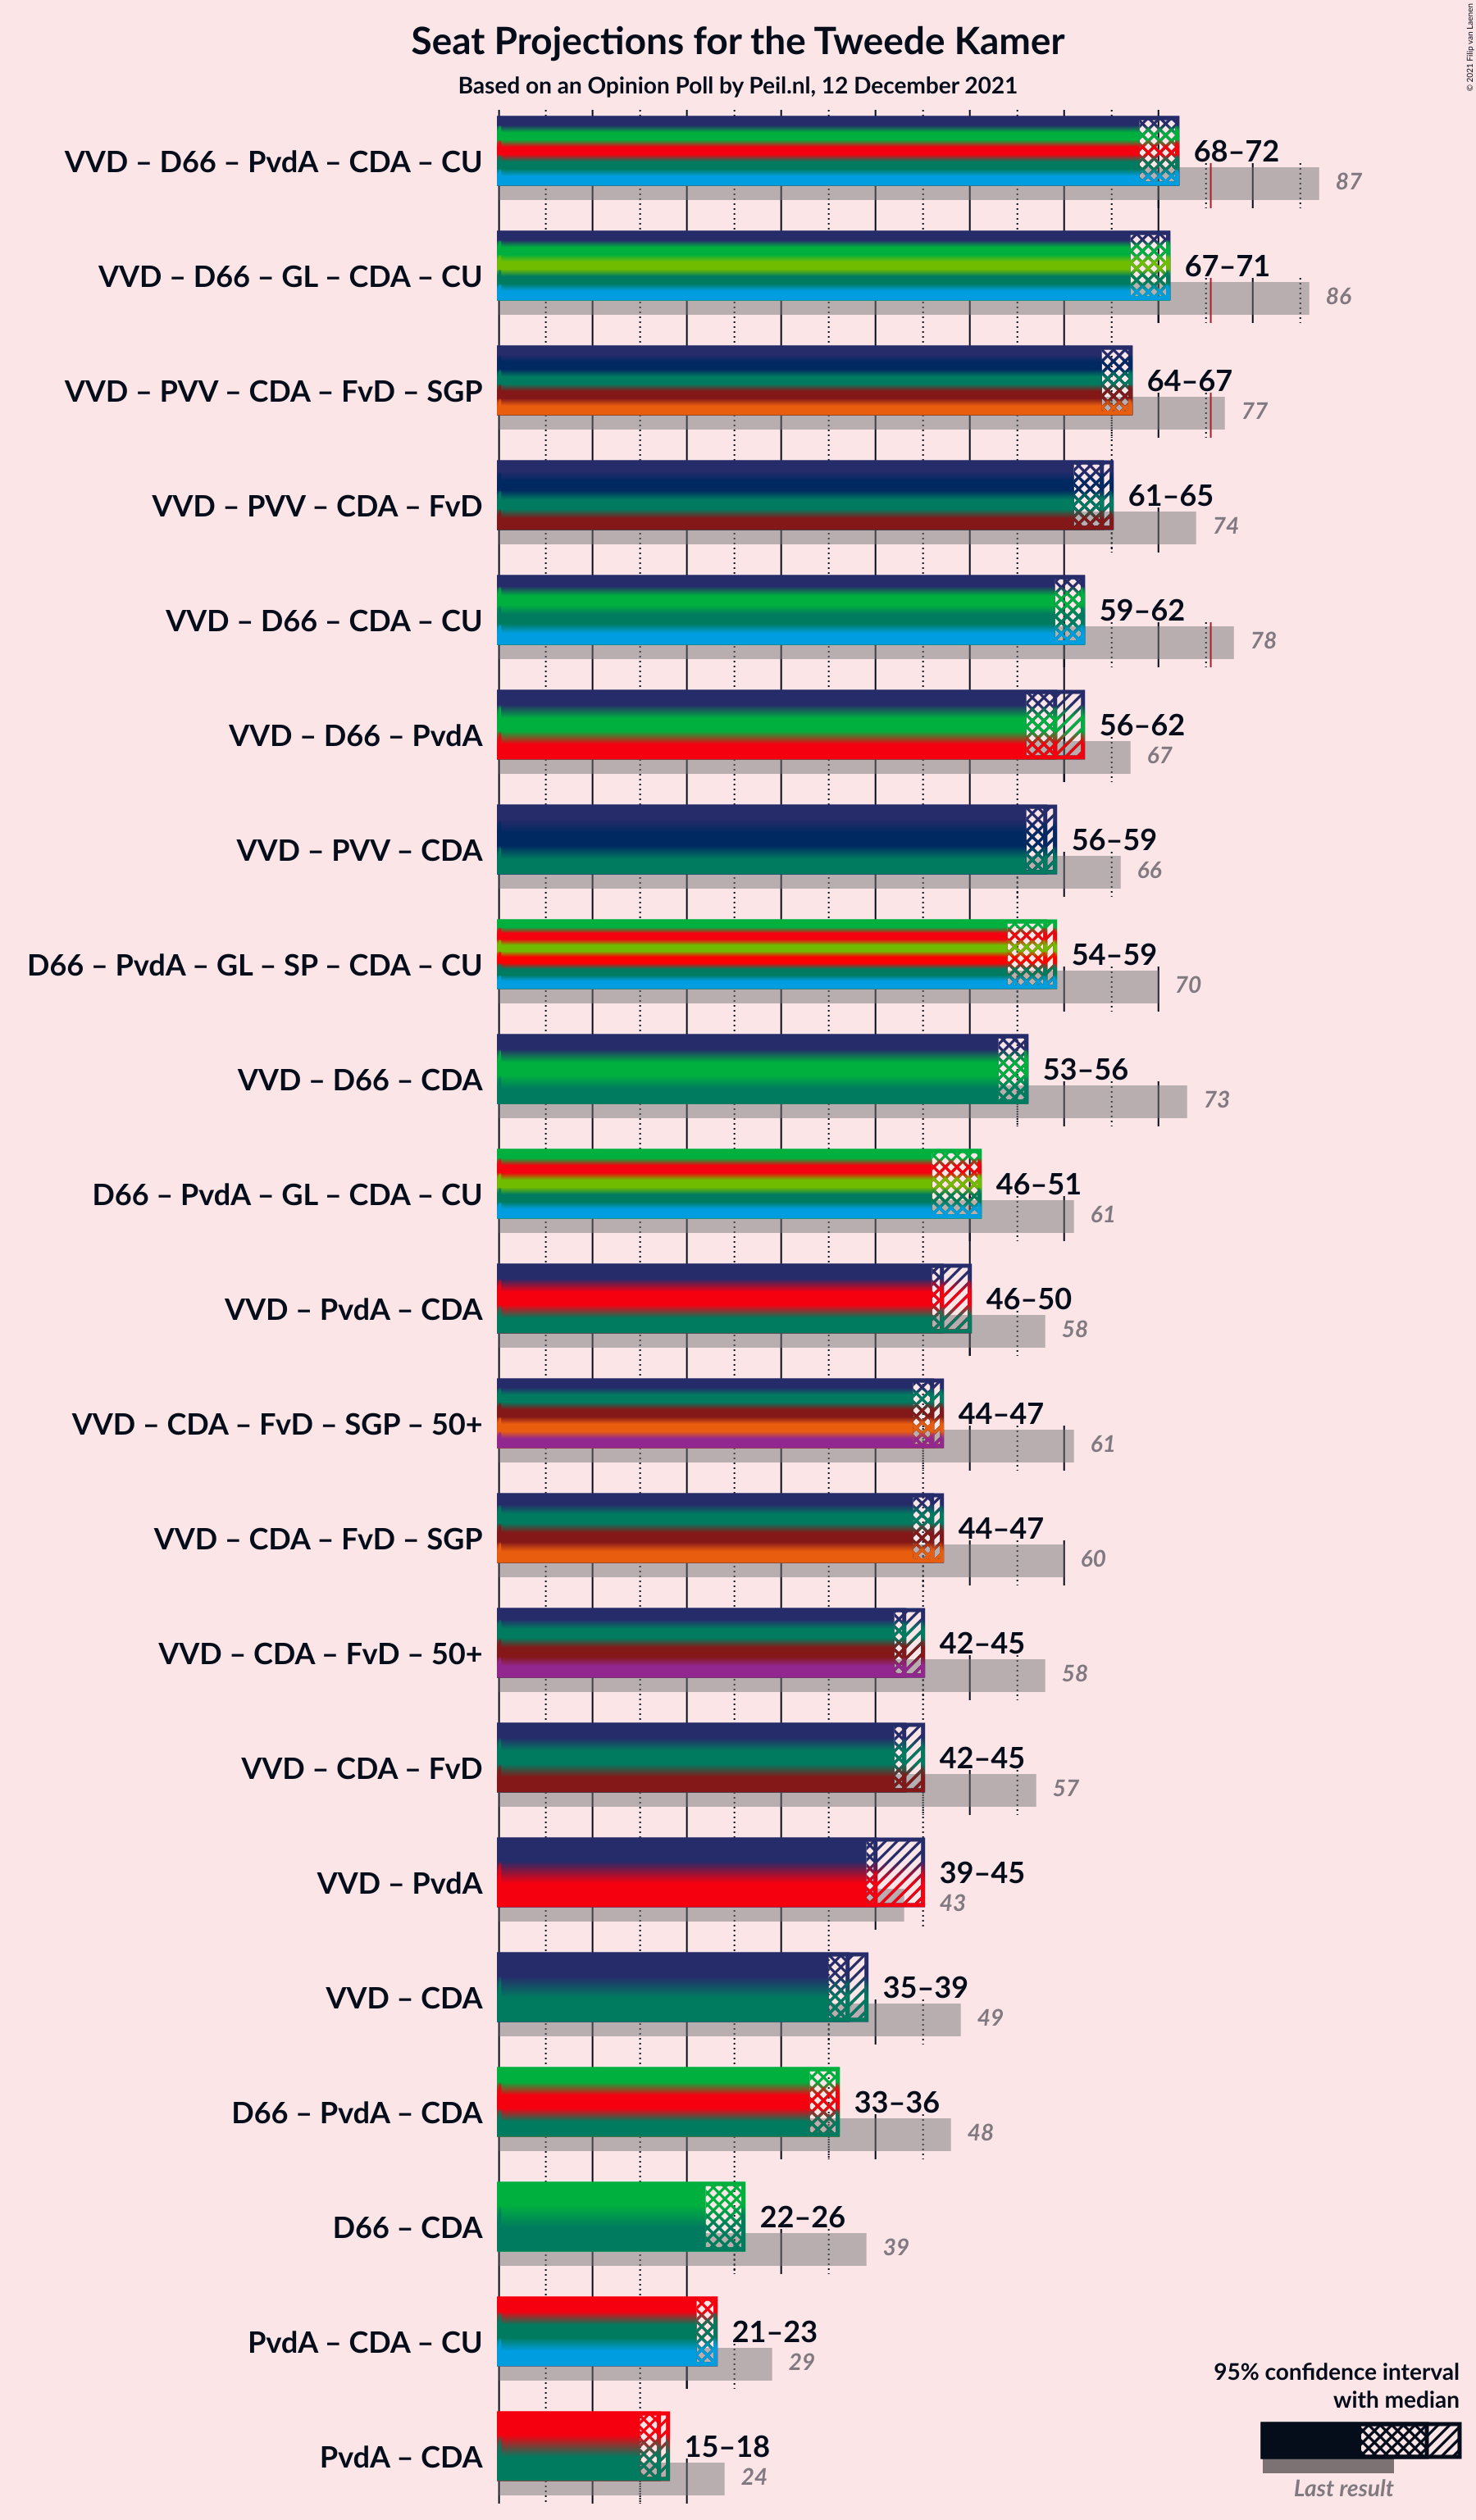 Seat Projections for the Tweede Kamer
Based on an Opinion Poll by Peil.nl, 12 December 2021
© 2021 Filip van Laenen
VVD – D66 – PvdA – CDA – CU
68–72
87
VVD – D66 – GL – CDA – CU
67–71
86
VVD – PVV – CDA – FvD – SGP
64–67
77
VVD – PVV – CDA – FvD
61–65
74
VVD – D66 – CDA – CU
59–62
78
VVD – D66 – PvdA
56–62
67
VVD – PVV – CDA
56–59
66
D66 – PvdA – GL – SP – CDA – CU
54–59
70
VVD – D66 – CDA
53–56
73
D66 – PvdA – GL – CDA – CU
46–51
61
VVD – PvdA – CDA
46–50
58
VVD – CDA – FvD – SGP – 50+
44–47
61
VVD – CDA – FvD – SGP
44–47
60
VVD – CDA – FvD – 50+
42–45
58
VVD – CDA – FvD
42–45
57
VVD – PvdA
39–45
43
VVD – CDA
35–39
49
D66 – PvdA – CDA
33–36
48
D66 – CDA
22–26
39
PvdA – CDA – CU
21–23
29
PvdA – CDA
15–18
24
95% confidence interval
with median
Last result